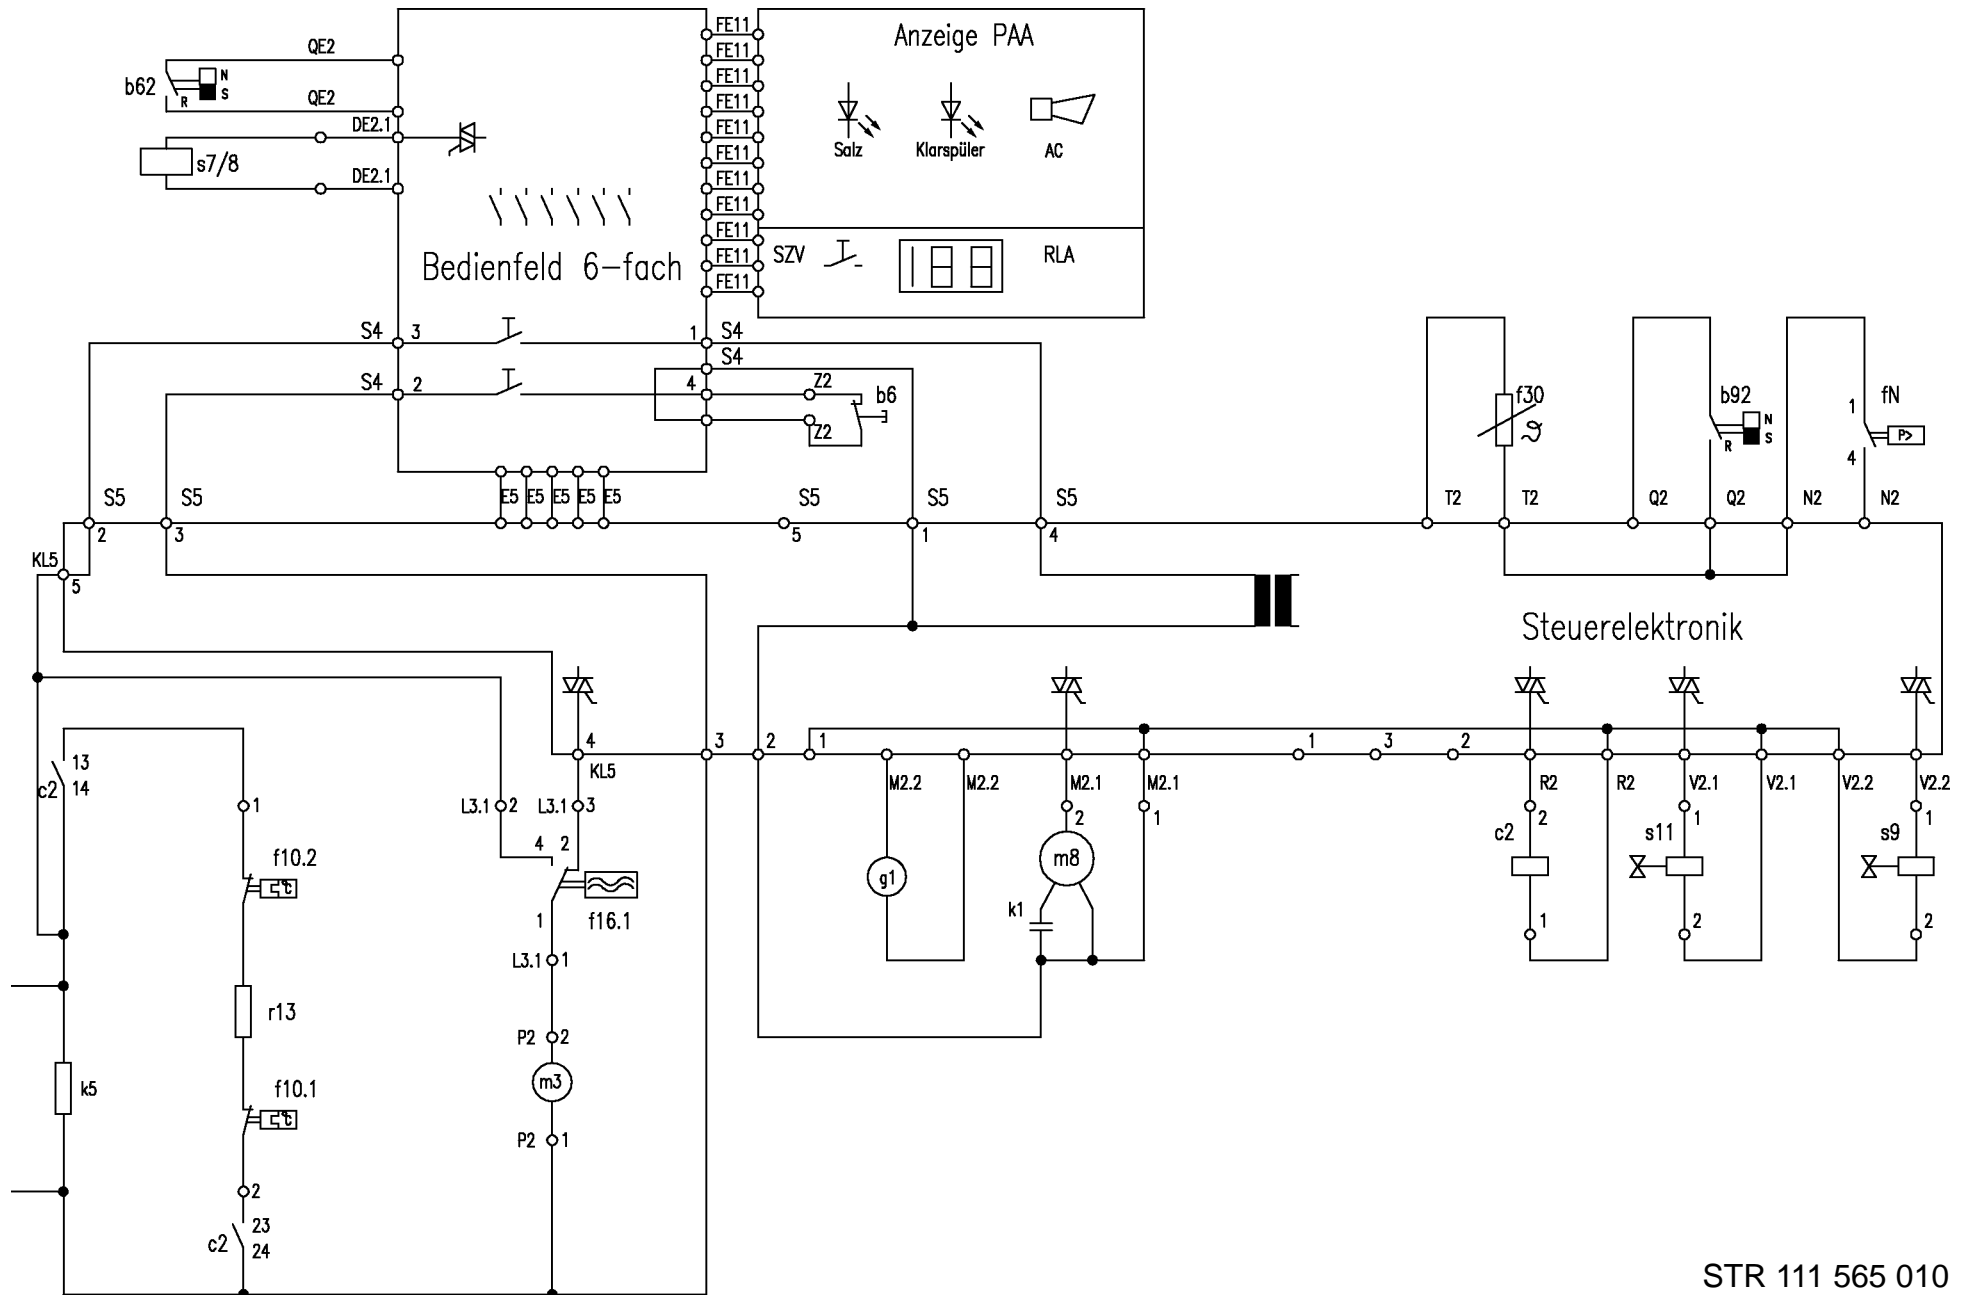 FE11
Anzeige PAA
QE2
FE11
b62 N
R S
FE11
QE2
FE11
DE2.1
FE11
s7/8
Salz Klarspüler AC
FE11
DE2.1
FE11
FE11
FE11
Bedienfeld 6-fach
SZV RLA
FE11
FE11
S4 3 1 S4
S4
S4 2 4 Z2 b6
Z2
f30 b92 fN
N
R S
1
P>
4
S5 S5 E5 E5 E5 E5 E5 S5 S5 S5 T2 T2 Q2 Q2 N2 N2
2 3 5 1 4
KL5
5
Steuerelektronik
4 3 2 1 1 3 2
KL5
13
c2 14
M2.2 M2.2 M2.1 M2.1 R2 R2 V2.1 V2.1 V2.2 V2.2
1 L3.1 2 L3.1 3 2 1 2 1 1
4 2
c2 s11 s9
f10.2
°C
m8
g1
k1
1 f16.1
1 2 2
L3.1 1
r13
P2 2
m3
k5
f10.1
°C
P2 1
2
23
c2 24
STR 111 565 010